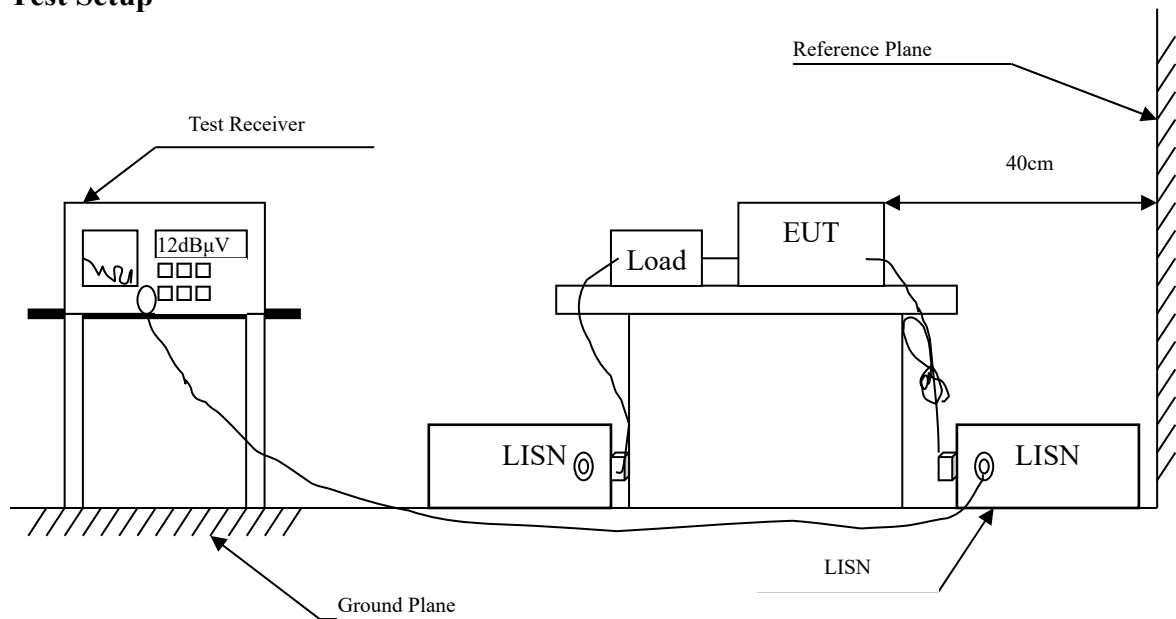 Test Setup
Reference Plane
Test Receiver
40cm
12dBμV
EUT
Load
LISN
LISN
LISN
Ground Plane